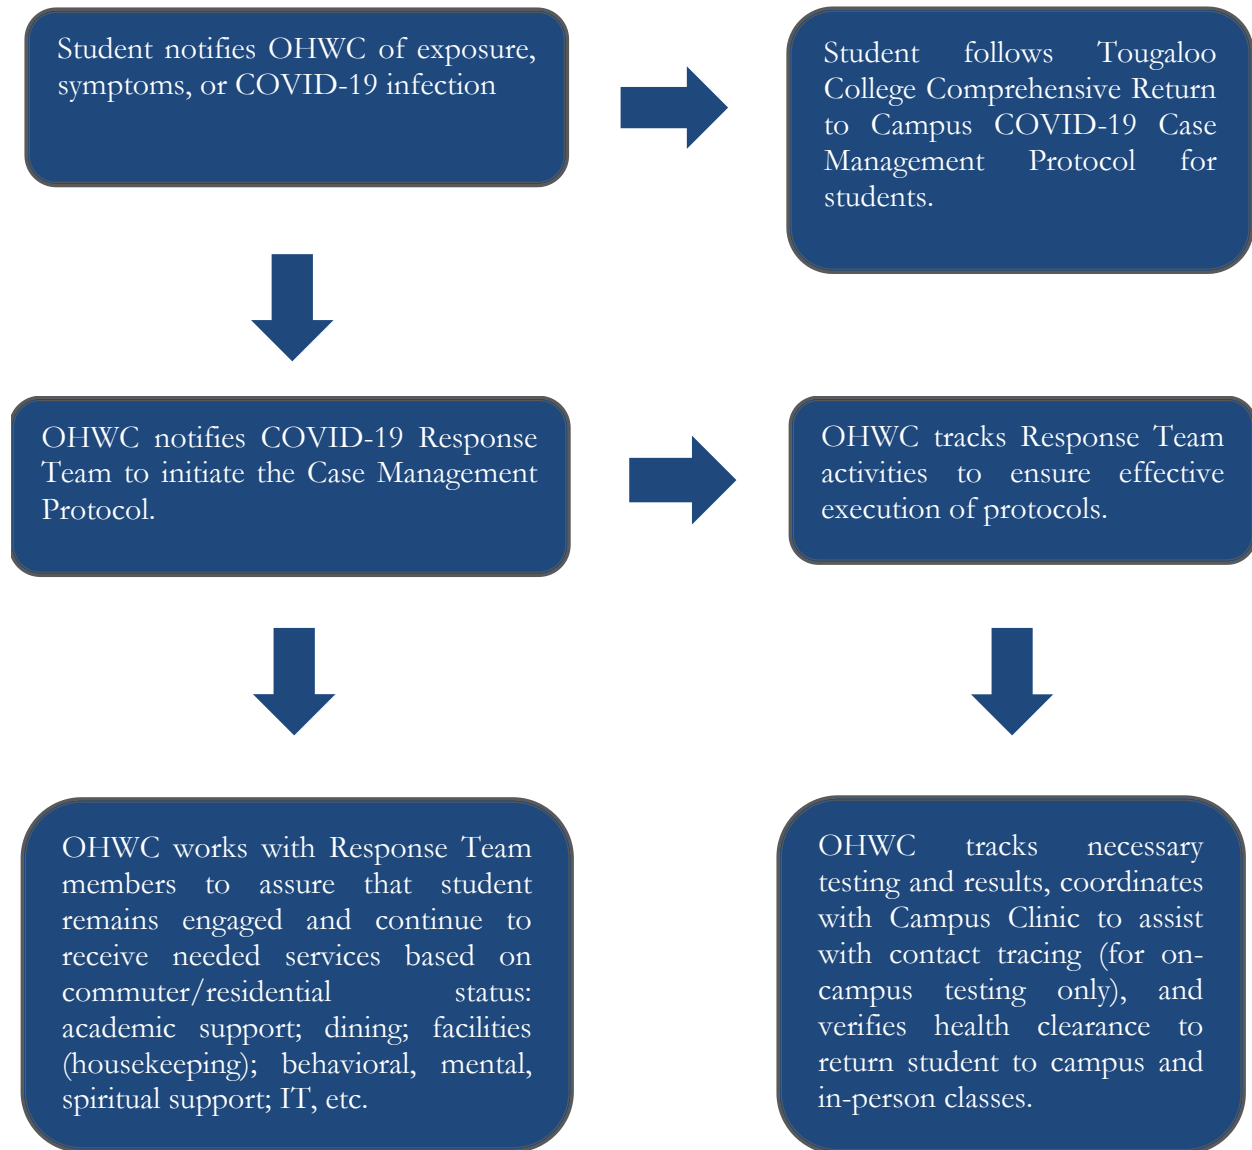 Student notifies OHWC of exposure,
symptoms, or COVID-19 infection
Student follows Tougaloo
College Comprehensive Return
to Campus COVID-19 Case
Management Protocol for
students.
OHWC notifies COVID-19 Response
Team to initiate the Case Management
Protocol.
OHWC tracks Response Team
activities to ensure effective
execution of protocols.
OHWC works with Response Team
members to assure that student
remains engaged and continue to
receive needed services based on
commuter/residential status:
academic support; dining; facilities
(housekeeping); behavioral, mental,
spiritual support; IT, etc.
OHWC tracks necessary
testing and results, coordinates
with Campus Clinic to assist
with contact tracing (for on-
campus testing only), and
verifies health clearance to
return student to campus and
in-person classes.